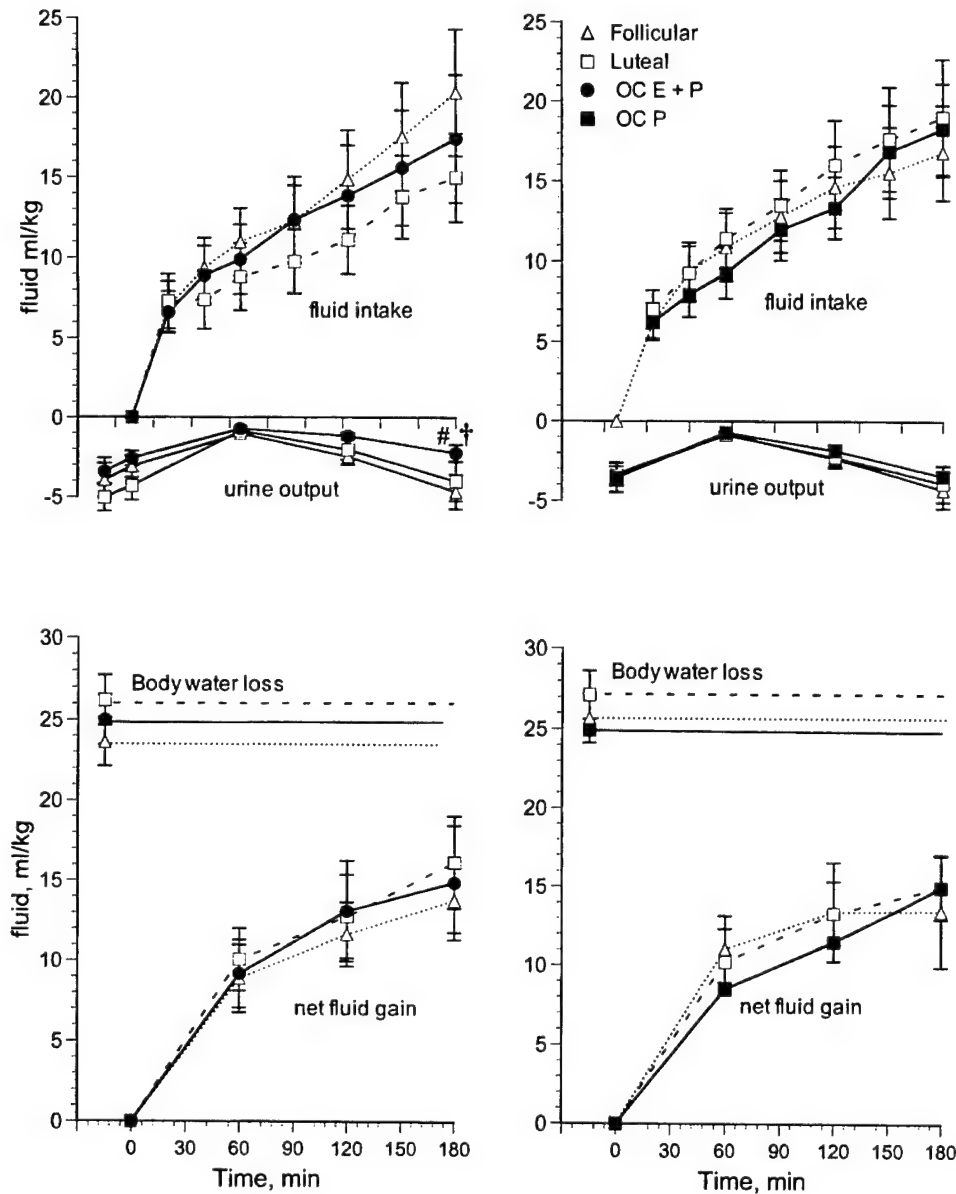 25
20
15
10
5
0
-5
fluid ml/kg
fluid intake
# †
urine output
25
20
15
10
5
0
-5
Follicular
Luteal
OC E + P
OC P
fluid intake
urine output
30
25
20
15
10
5
0
fluid, ml/kg
Body water loss
net fluid gain
0 30 60 90 120 150 180
Time, min
30
25
20
15
10
5
0
Body water loss
net fluid gain
0 30 60 90 120 150 180
Time, min